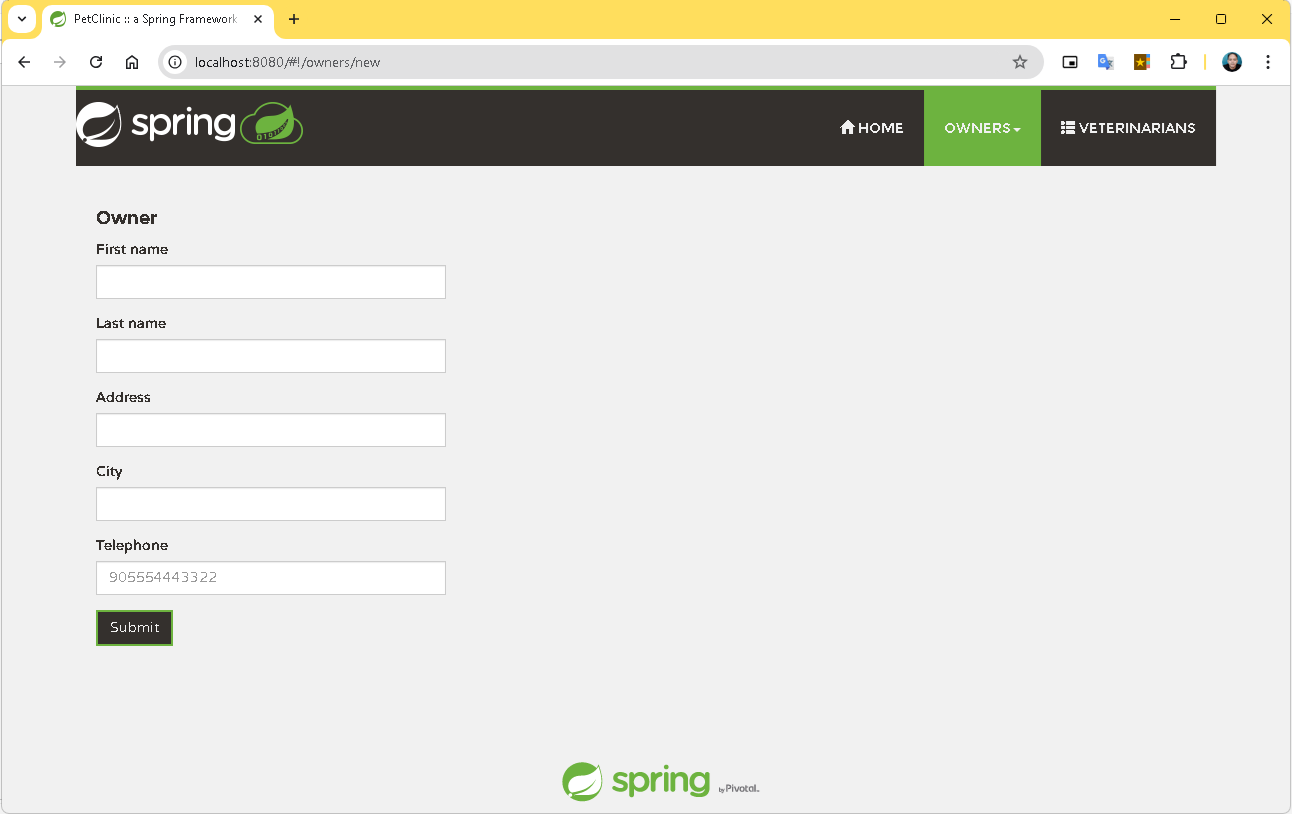 PetClinic :: a Spring Framework
localhost:8080/#!/owners/new
spring
HOME
OWNERS
VETERINARIANS
Owner
First name
Last name
Address
City
Telephone
905554443322
Submit
spring by Pivotal